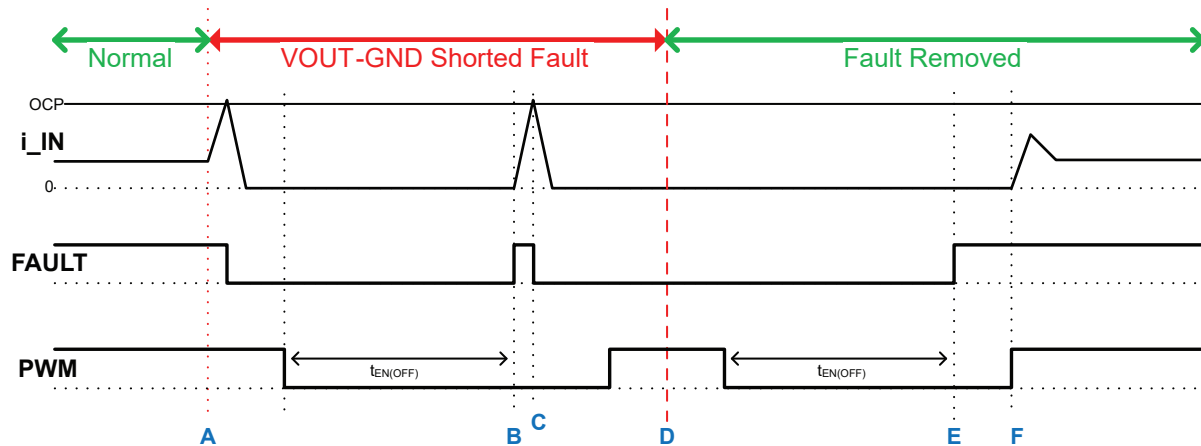 Normal VOUT-GND Shorted Fault Fault Removed
OCP
i_IN
0
FAULT
PWM
tEN(OFF) tEN(OFF)
A B C D E F